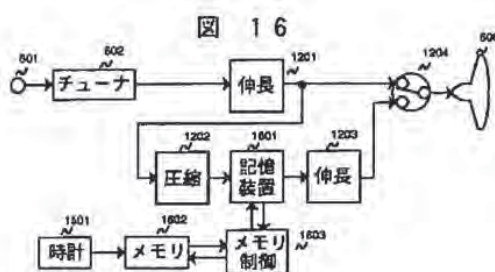 図 16
601
602
1201
1204
チューナ
伸長
1202
1601
1203
圧縮
記憶
装置
伸長
1501
1602
1603
時計
メモリ
メモリ
制御